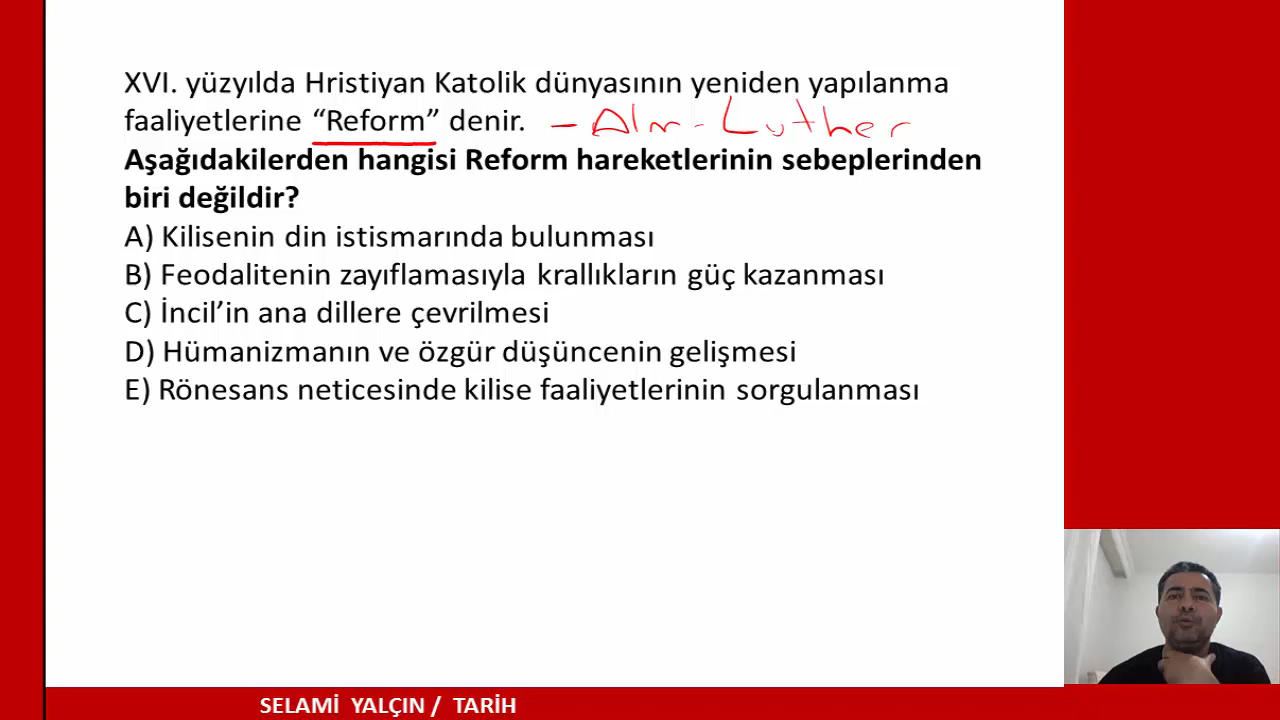 XVI. yüzyılda Hristiyan Katolik dünyasının yeniden yapılanma
faaliyetlerine “Reform” denir. – Alm - Luther
Aşağıdakilerden hangisi Reform hareketlerinin sebeplerinden
biri değildir?
A) Kilisenin din istismarında bulunması
B) Feodalitenin zayıflamasıyla krallıkların güç kazanması
C) İncil’in ana dillere çevrilmesi
D) Hümanizmanın ve özgür düşüncenin gelişmesi
E) Rönesans neticesinde kilise faaliyetlerinin sorgulanması
SELAMİ YALÇIN / TARİH